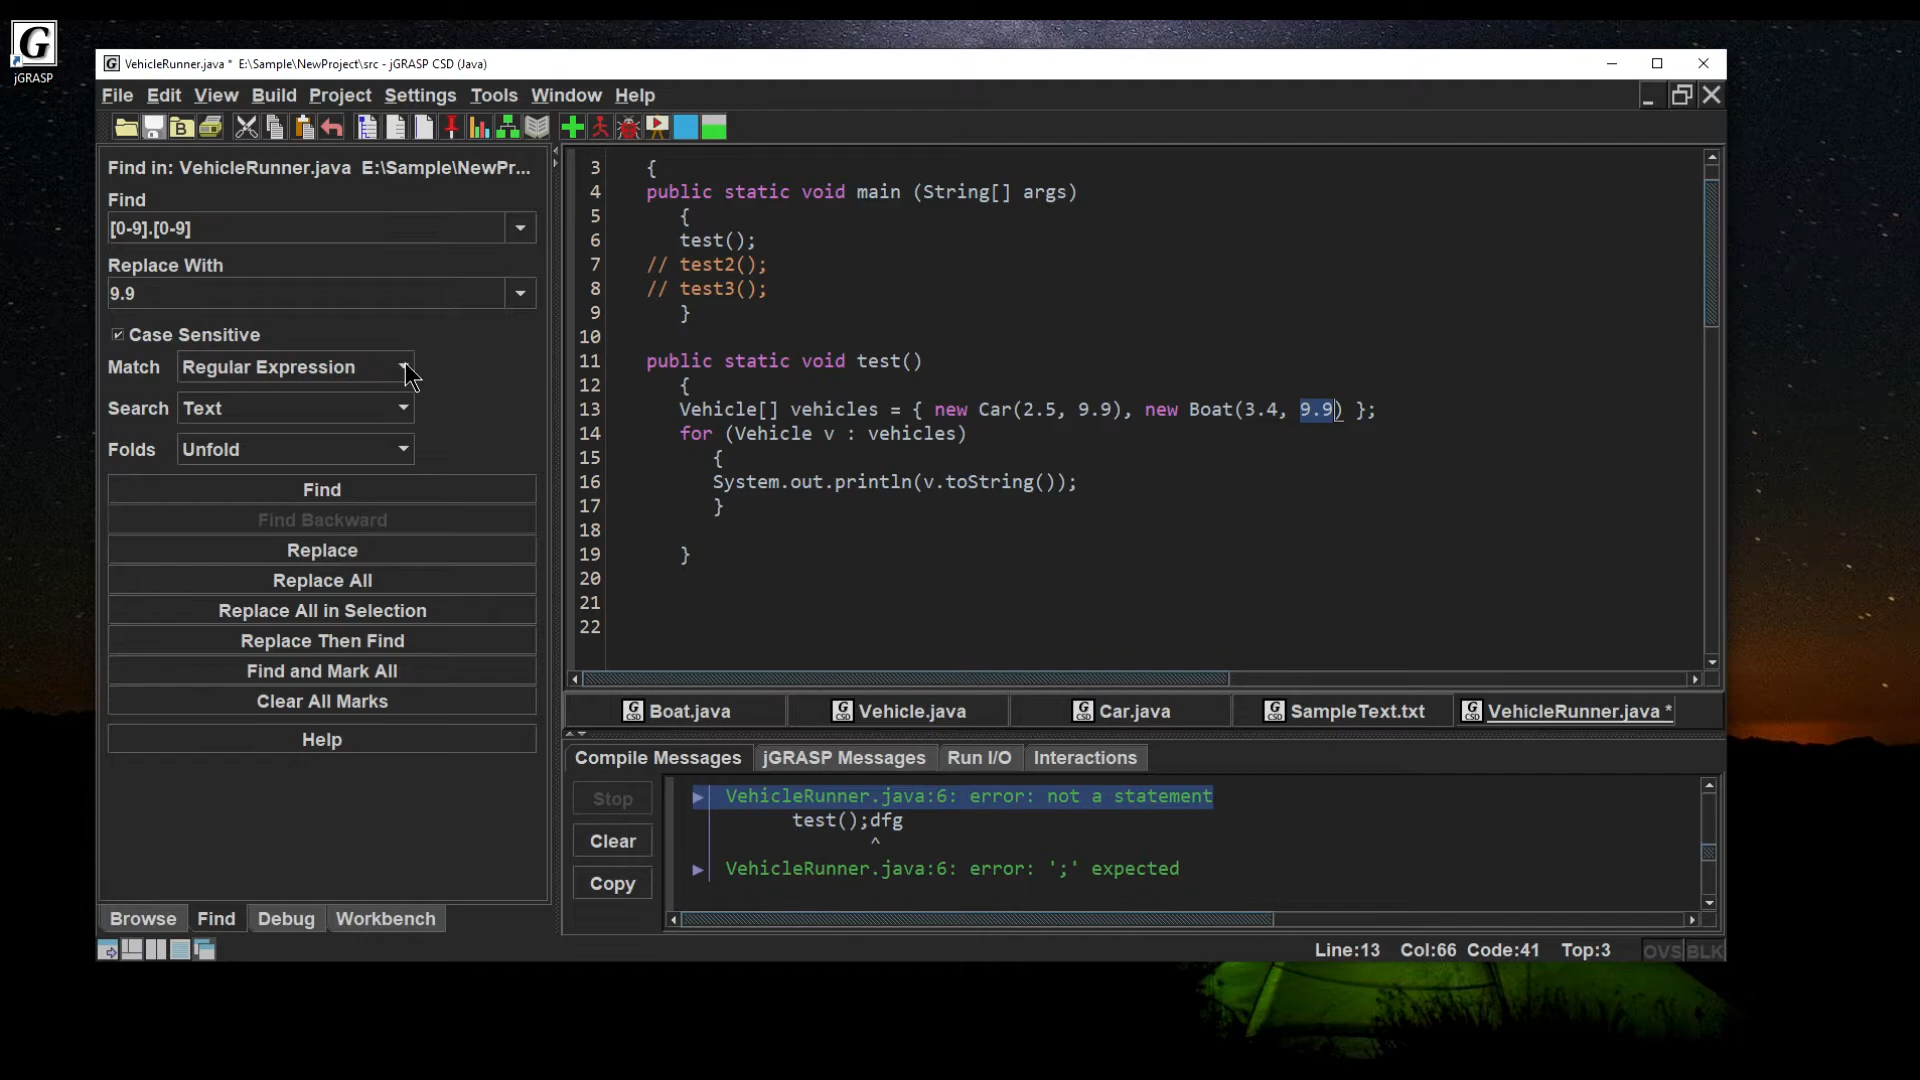 jGRASP
VehicleRunner.java * E:\Sample\NewProject\src - jGRASP CSD (Java)
File Edit View Build Project Settings Tools Window Help
Find in: VehicleRunner.java E:\Sample\NewPr...
Find
[0-9].[0-9]
Replace With
9.9
Case Sensitive
Match Regular Expression
Search Text
Folds Unfold
Find
Find Backward
Replace
Replace All
Replace All in Selection
Replace Then Find
Find and Mark All
Clear All Marks
Help
Browse Find Debug Workbench
3 {
4 public static void main (String[] args)
5 {
6 test();
7 // test2();
8 // test3();
9 }
10
11 public static void test()
12 {
13 Vehicle[] vehicles = { new Car(2.5, 9.9), new Boat(3.4, 9.9) };
14 for (Vehicle v : vehicles)
15 {
16 System.out.println(v.toString());
17 }
18
19 }
20
21
22
Boat.java Vehicle.java Car.java SampleText.txt VehicleRunner.java *
Compile Messages jGRASP Messages Run I/O Interactions
Stop
Clear
Copy
VehicleRunner.java:6: error: not a statement
test();dfg
^
VehicleRunner.java:6: error: ';' expected
Line:13 Col:66 Code:41 Top:3 OVS BLK